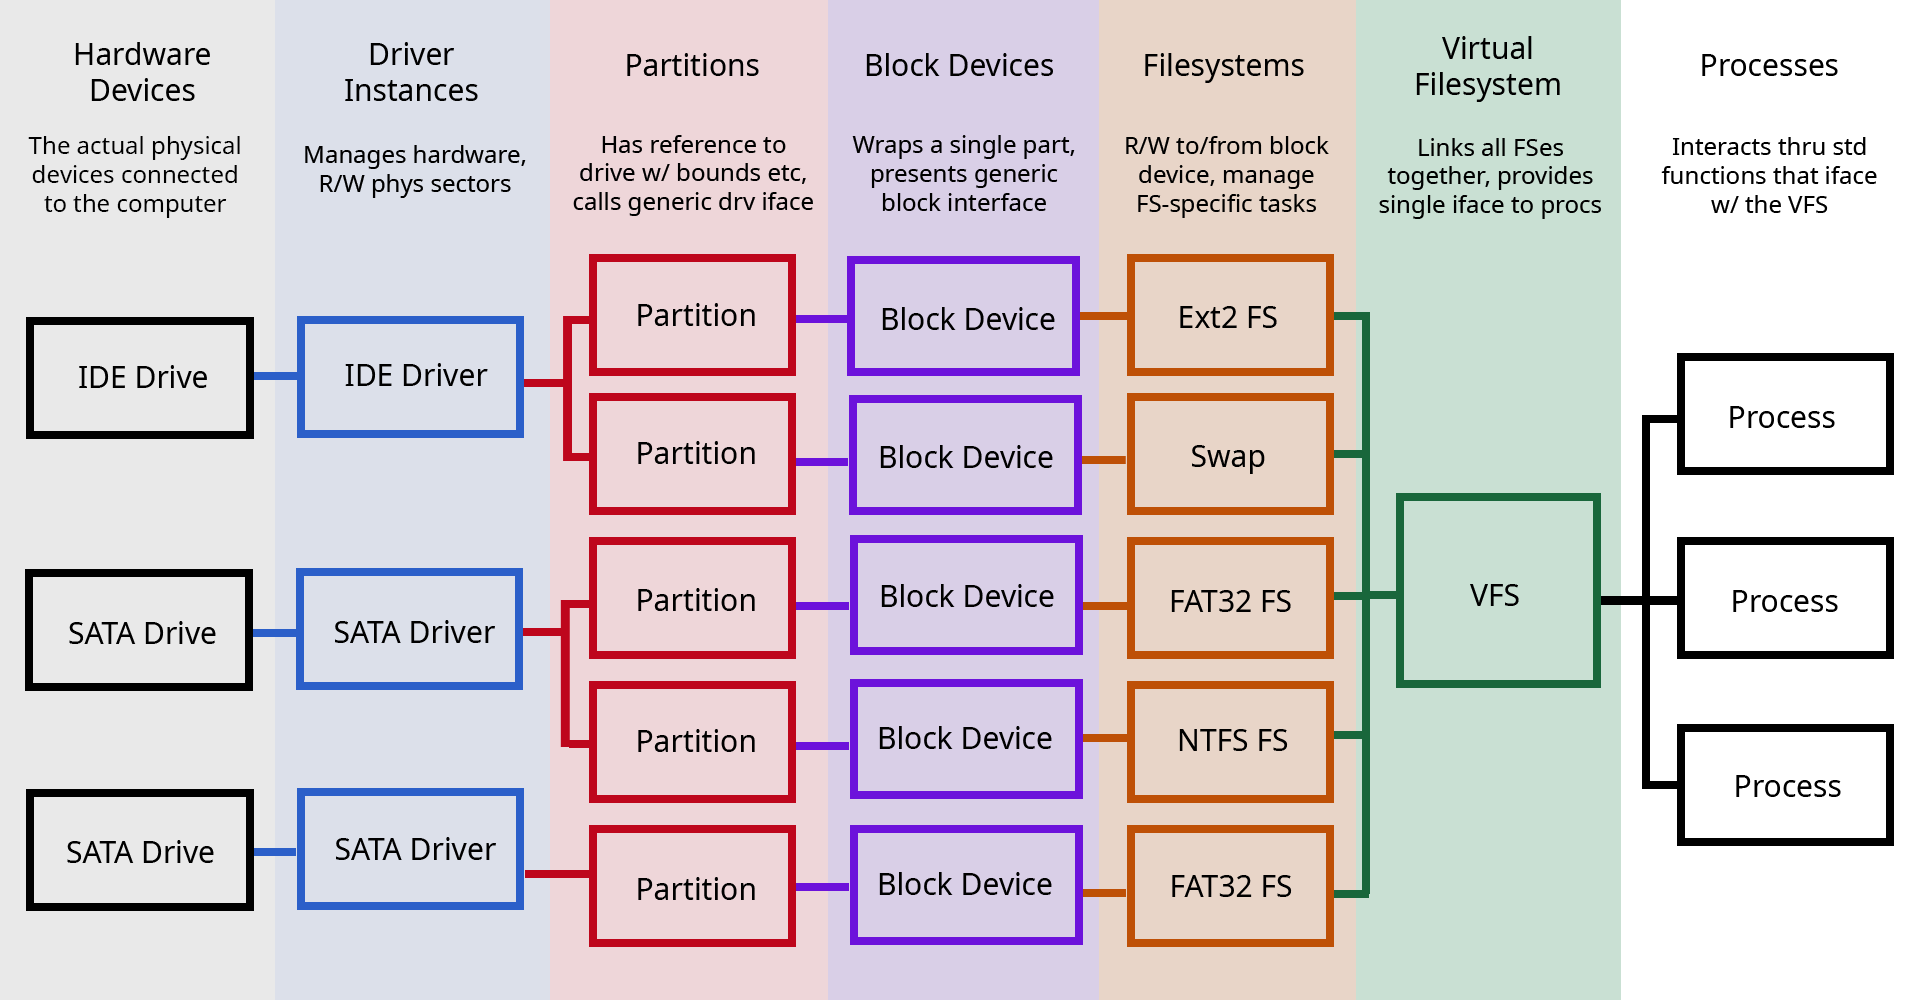 Hardware
Devices
The actual physical
devices connected
to the computer
IDE Drive
SATA Drive
SATA Drive
Driver
Instances
Manages hardware,
R/W phys sectors
IDE Driver
SATA Driver
SATA Driver
Partitions
Has reference to
drive w/ bounds etc,
calls generic drv iface
Partition
Partition
Partition
Partition
Partition
Block Devices
Wraps a single part,
presents generic
block interface
Block Device
Block Device
Block Device
Block Device
Block Device
Filesystems
R/W to/from block
device, manage
FS-specific tasks
Ext2 FS
Swap
FAT32 FS
NTFS FS
FAT32 FS
Virtual
Filesystem
Links all FSes
together, provides
single iface to procs
VFS
Processes
Interacts thru std
functions that iface
w/ the VFS
Process
Process
Process